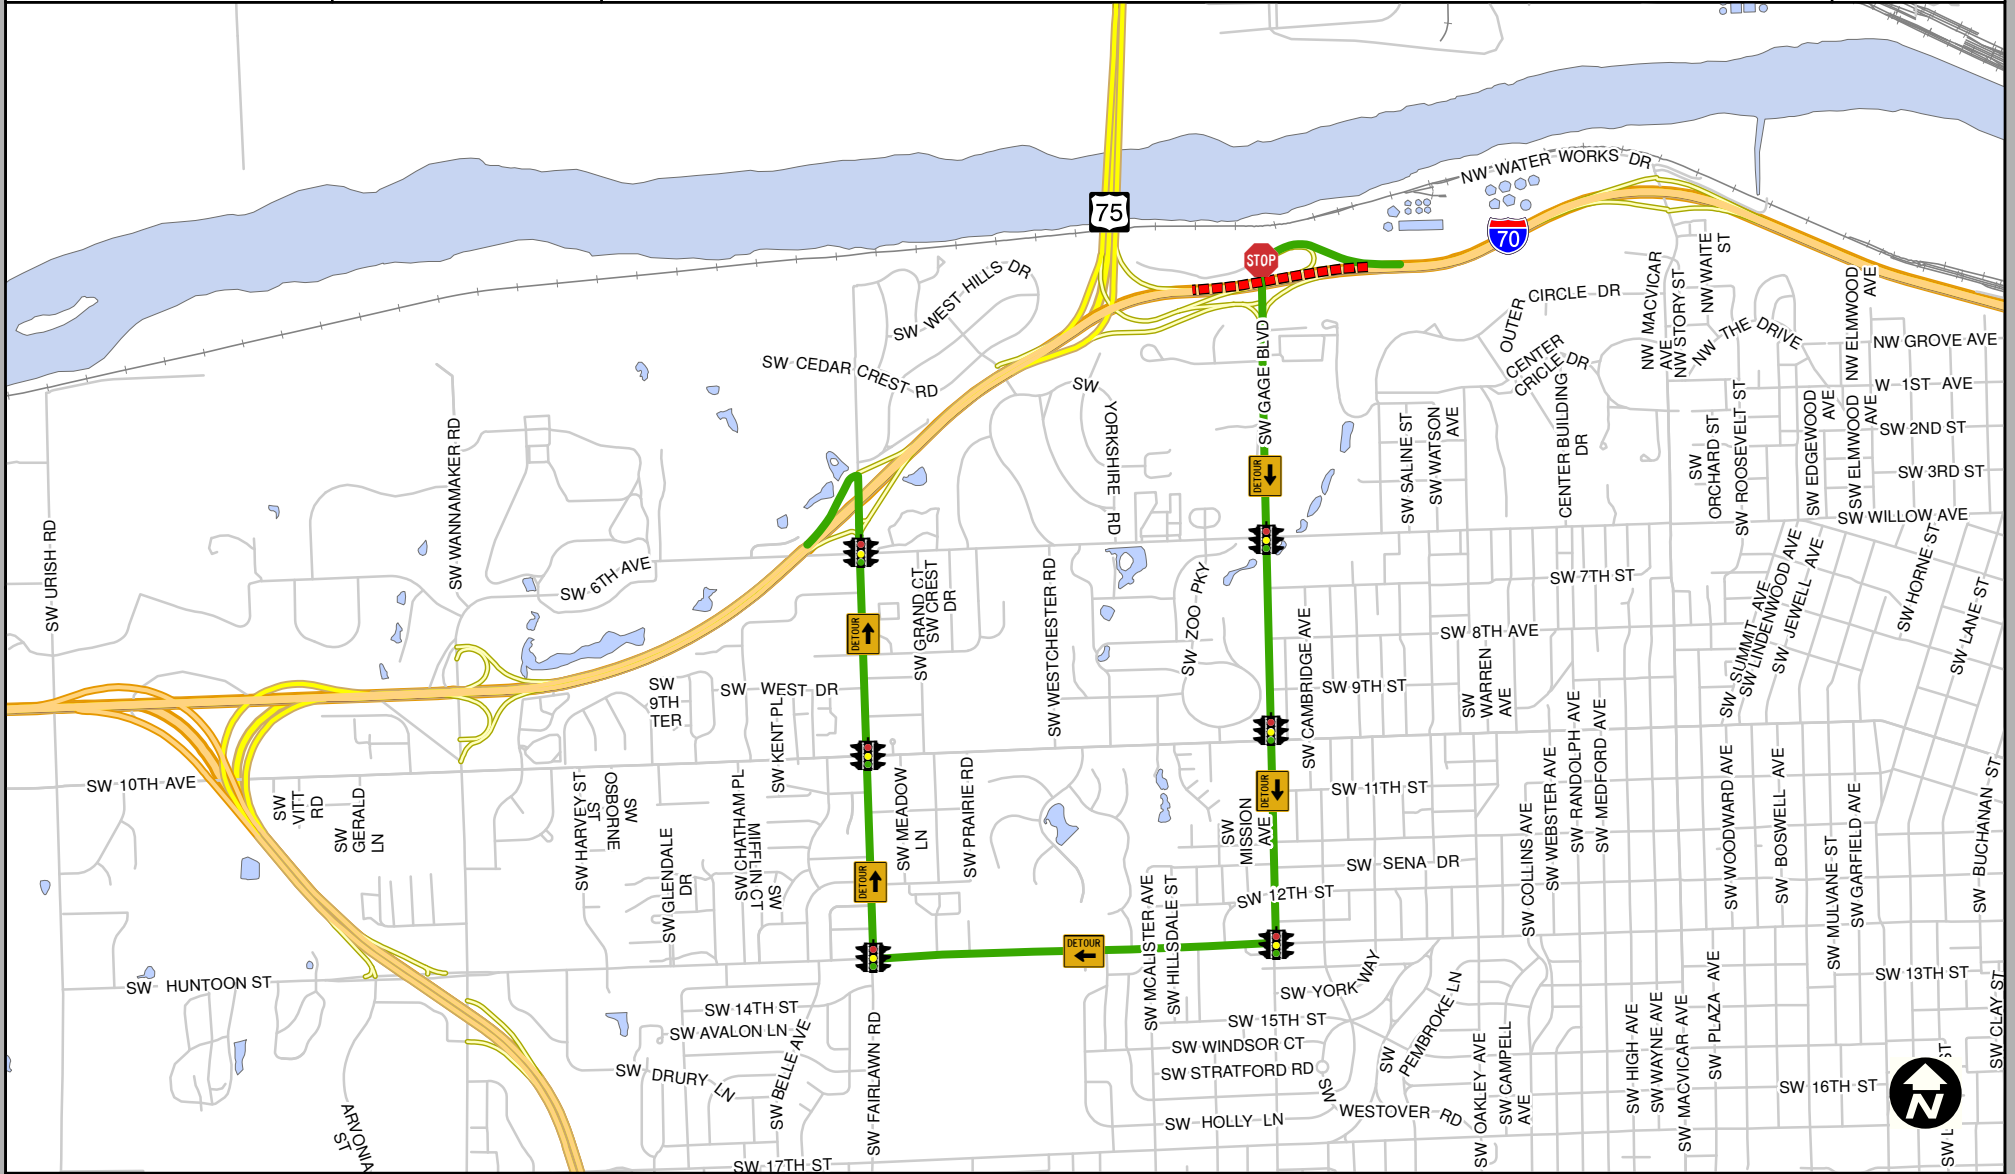 NW WATER WORKS DR
75
70
STOP
SW WEST HILLS DR
SW CEDAR CREST RD
SW
YORKSHIRE RD
SW GAGE BLVD
OUTER
CIRCLE DR
CENTER
CRICLE DR
CENTER BUILDING
DR
NW MACVICAR
AVE
NW STORY ST
NW WAITE
ST
NW THE DRIVE
NW ELMWOOD
AVE
NW GROVE AVE
W 1ST AVE
SW 2ND ST
SW 3RD ST
SW WILLOW AVE
SW ELMWOOD
AVE
SW EDGEWOOD
AVE
SW ROOSEVELT ST
SW
ORCHARD ST
SW SALINE ST
SW WATSON
AVE
SW URISH RD
SW WANNAMAKER RD
SW 6TH AVE
DETOUR
DETOUR
DETOUR
DETOUR
DETOUR
SW GRAND CT
SW CREST
DR
SW WESTCHESTER RD
SW ZOO PKY
SW CAMBRIDGE AVE
SW 7TH ST
SW 8TH AVE
SW 9TH ST
SW
WARREN
AVE
SW SUMMIT AVE
SW LINDENWOOD AVE
SW JEWELL AVE
SW HORNE ST
SW LANE ST
SW
9TH
TER
SW WEST DR
SW KENT PL
SW 10TH AVE
SW
VITT
RD
SW
GERALD
LN
SW HARVEY ST
SW
OSBORNE
ST
SW GLENDALE
DR
SW CHATHAM PL
SW
MIFFLIN CT
SW MEADOW
LN
SW PRAIRIE RD
SW
MISSION
AVE
SW 11TH ST
SW SENA DR
SW 12TH ST
SW MCALISTER AVE
SW HILLSDALE ST
SW COLLINS AVE
SW WEBSTER AVE
SW RANDOLPH AVE
SW MEDFORD AVE
SW WOODWARD AVE
SW BOSWELL AVE
SW MULVANE ST
SW GARFIELD AVE
SW BUCHANAN ST
SW HUNTOON ST
SW 13TH ST
SW 14TH ST
SW AVALON LN
SW BELLE AVE
SW DRURY LN
SW FAIRLAWN RD
SW 17TH ST
ARVONIA
ST
SW YORK WAY
SW 15TH ST
SW WINDSOR CT
SW STRATFORD RD
SW HOLLY LN
SW
WESTOVER RD
SW
PEMBROKE LN
SW OAKLEY AVE
SW CAMPELL
AVE
SW HIGH AVE
SW WAYNE AVE
SW MACVICAR AVE
SW PLAZA AVE
SW 16TH ST
SW CLAY ST
N